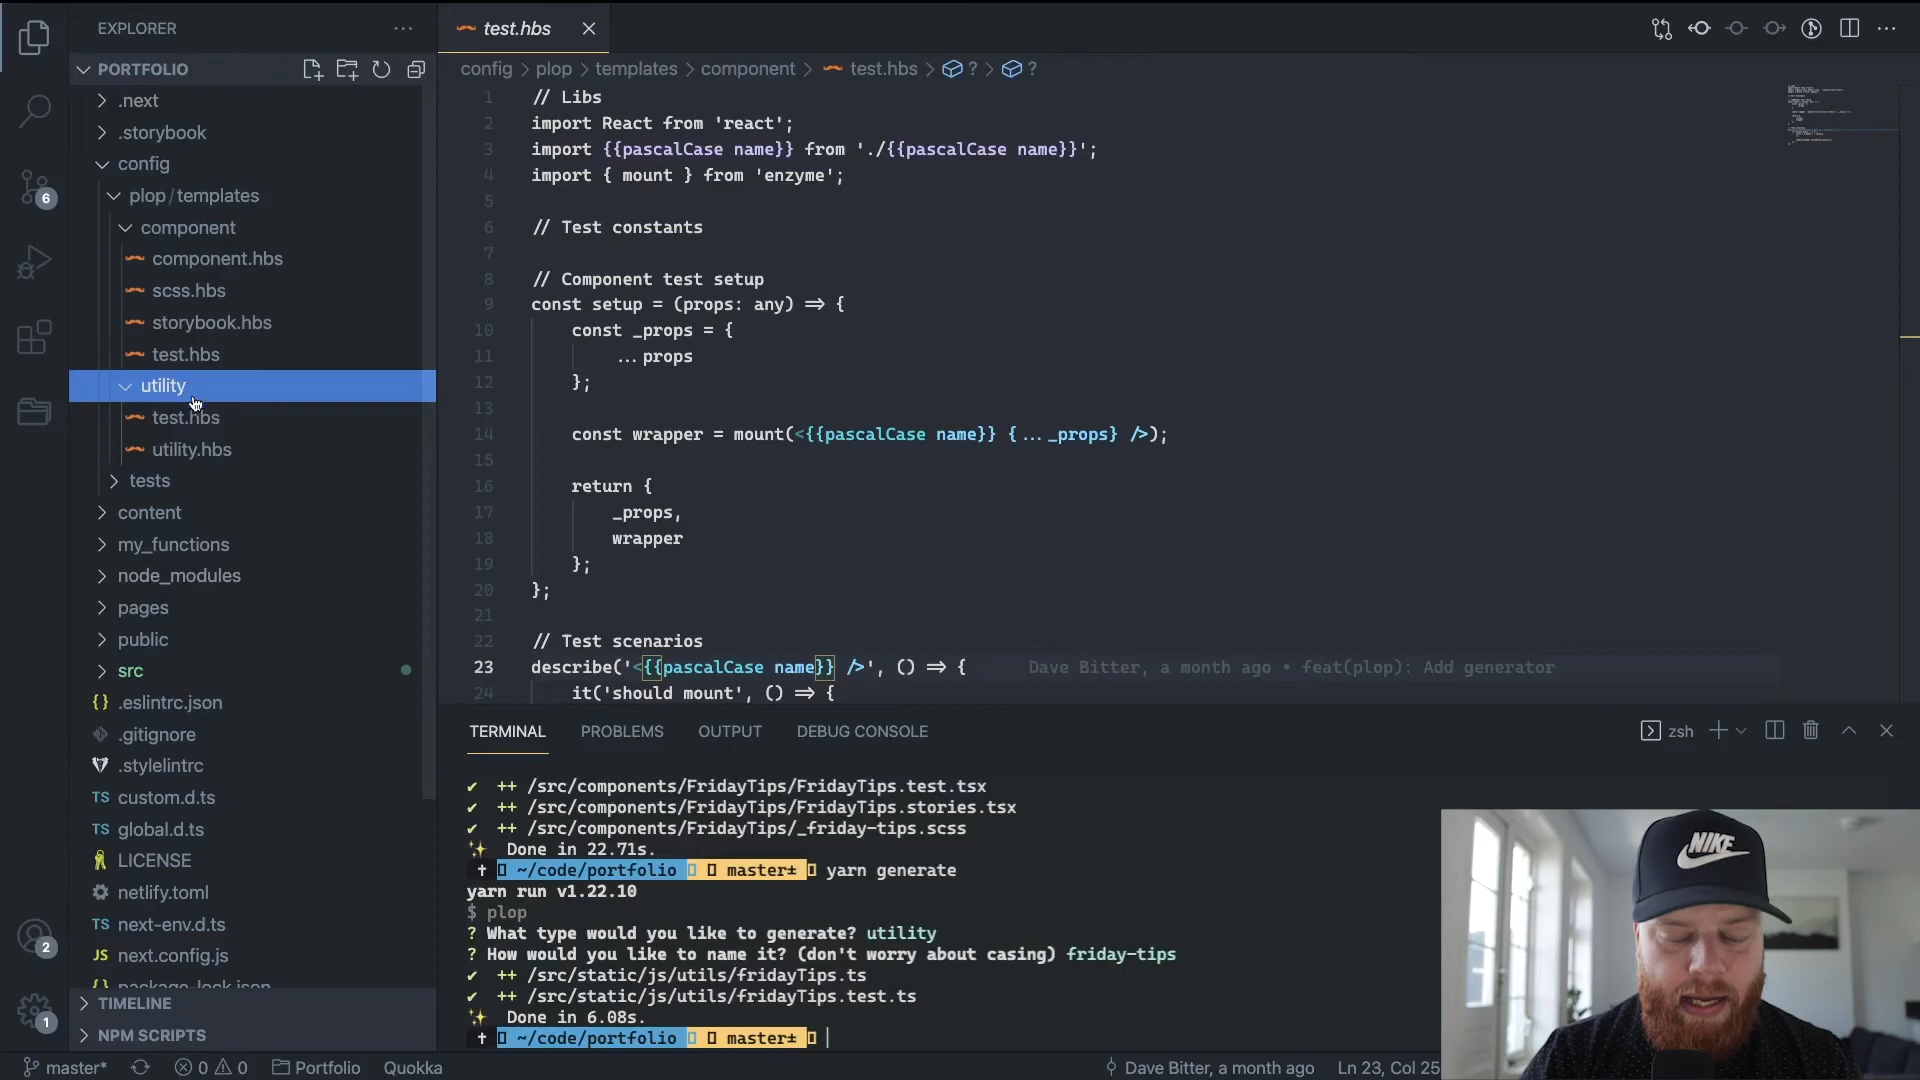 EXPLORER
test.hbs
PORTFOLIO
config > plop > templates > component > test.hbs > ? > ?
.next
.storybook
config
plop / templates
component
component.hbs
scss.hbs
storybook.hbs
test.hbs
utility
test.hbs
utility.hbs
tests
content
my_functions
node_modules
pages
public
src
.eslintrc.json
.gitignore
.stylelintrc
TS custom.d.ts
TS global.d.ts
LICENSE
netlify.toml
TS next-env.d.ts
JS next.config.js
package-lock.json
TIMELINE
NPM SCRIPTS
6
2
1
1 // Libs
2 import React from 'react';
3 import {{pascalCase name}} from './{{pascalCase name}}';
4 import { mount } from 'enzyme';
5
6 // Test constants
7
8 // Component test setup
9 const setup = (props: any) => {
10 const _props = {
11 ...props
12 };
13
14 const wrapper = mount(<{{pascalCase name}} {..._props} />);
15
16 return {
17 _props,
18 wrapper
19 };
20 };
21
22 // Test scenarios
23 describe('<{{pascalCase name}} />', () => { Dave Bitter, a month ago • feat(plop): Add generator
24 it('should mount', () => {
TERMINAL PROBLEMS OUTPUT DEBUG CONSOLE
zsh
✔ ++ /src/components/FridayTips/FridayTips.test.tsx
✔ ++ /src/components/FridayTips/FridayTips.stories.tsx
✔ ++ /src/components/FridayTips/_friday-tips.scss
✨ Done in 22.71s.
~/code/portfolio master± yarn generate
yarn run v1.22.10
$ plop
? What type would you like to generate? utility
? How would you like to name it? (don't worry about casing) friday-tips
✔ ++ /src/static/js/utils/fridayTips.ts
✔ ++ /src/static/js/utils/fridayTips.test.ts
✨ Done in 6.08s.
~/code/portfolio master±
NIKE
master* 0 0 Portfolio Quokka Dave Bitter, a month ago Ln 23, Col 25